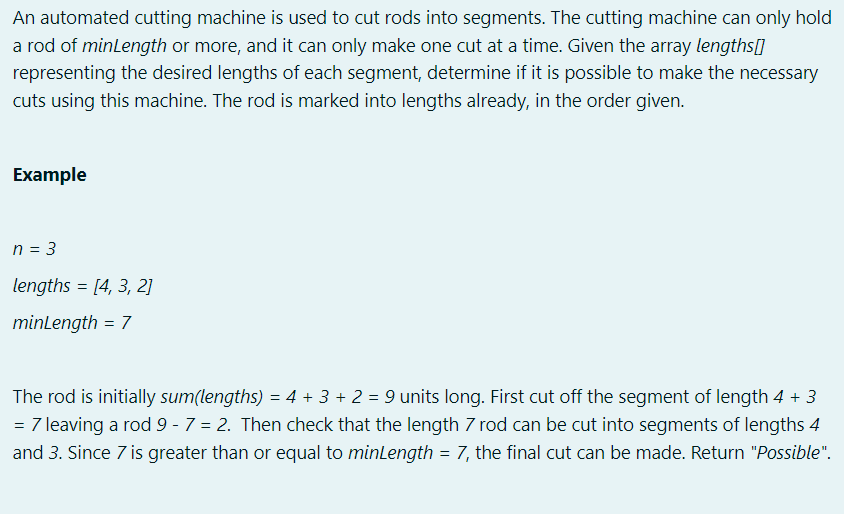 An automated cutting machine is used to cut rods into segments. The cutting machine can only hold
a rod of minLength or more, and it can only make one cut at a time. Given the array lengths[]
representing the desired lengths of each segment, determine if it is possible to make the necessary
cuts using this machine. The rod is marked into lengths already, in the order given.
Example
n = 3
lengths = [4, 3, 2]
minLength = 7
The rod is initially sum(lengths) = 4 + 3 + 2 = 9 units long. First cut off the segment of length 4 + 3
= 7 leaving a rod 9 - 7 = 2. Then check that the length 7 rod can be cut into segments of lengths 4
and 3. Since 7 is greater than or equal to minLength = 7, the final cut can be made. Return "Possible".